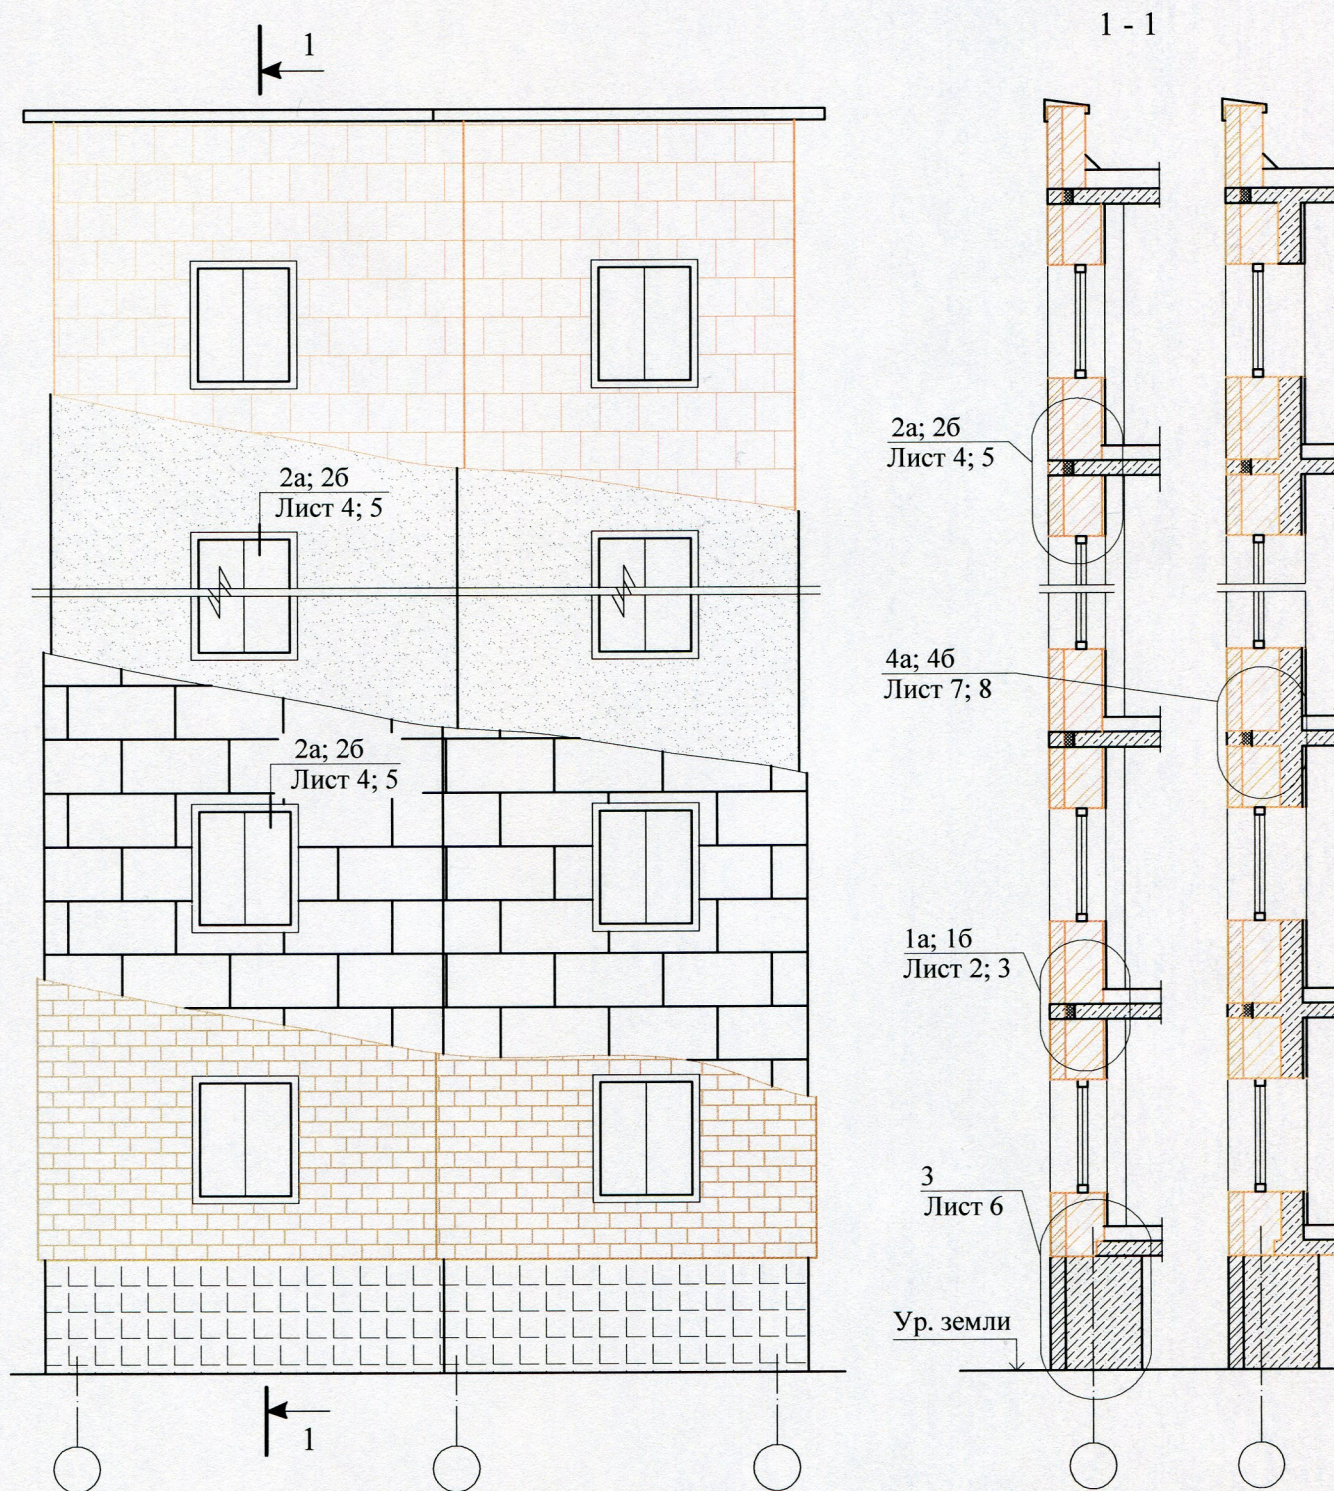 1 - 1
1
2а; 2б
Лист 4; 5
2а; 2б
Лист 4; 5
1
2а; 2б
Лист 4; 5
4а; 4б
Лист 7; 8
1а; 1б
Лист 2; 3
3
Лист 6
Ур. земли